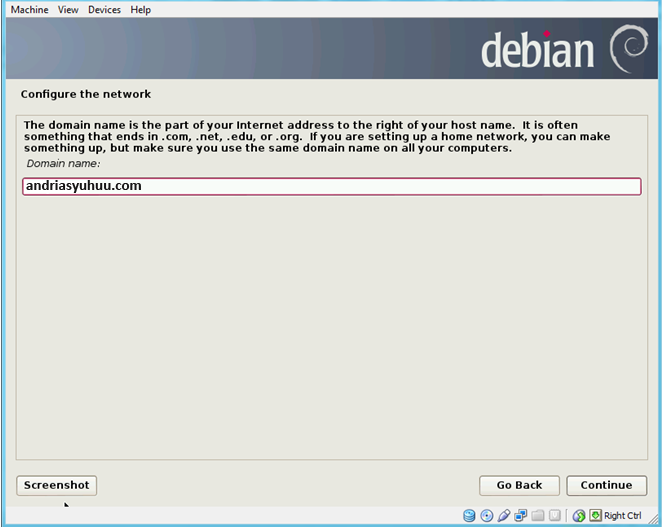 Machine View Devices Help
debian
Configure the network
The domain name is the part of your Internet address to the right of your host name. It is often
something that ends in .com, .net, .edu, or .org. If you are setting up a home network, you can make
something up, but make sure you use the same domain name on all your computers.
Domain name:
andriasyuhuu.com
Screenshot
Go Back Continue
Right Ctrl